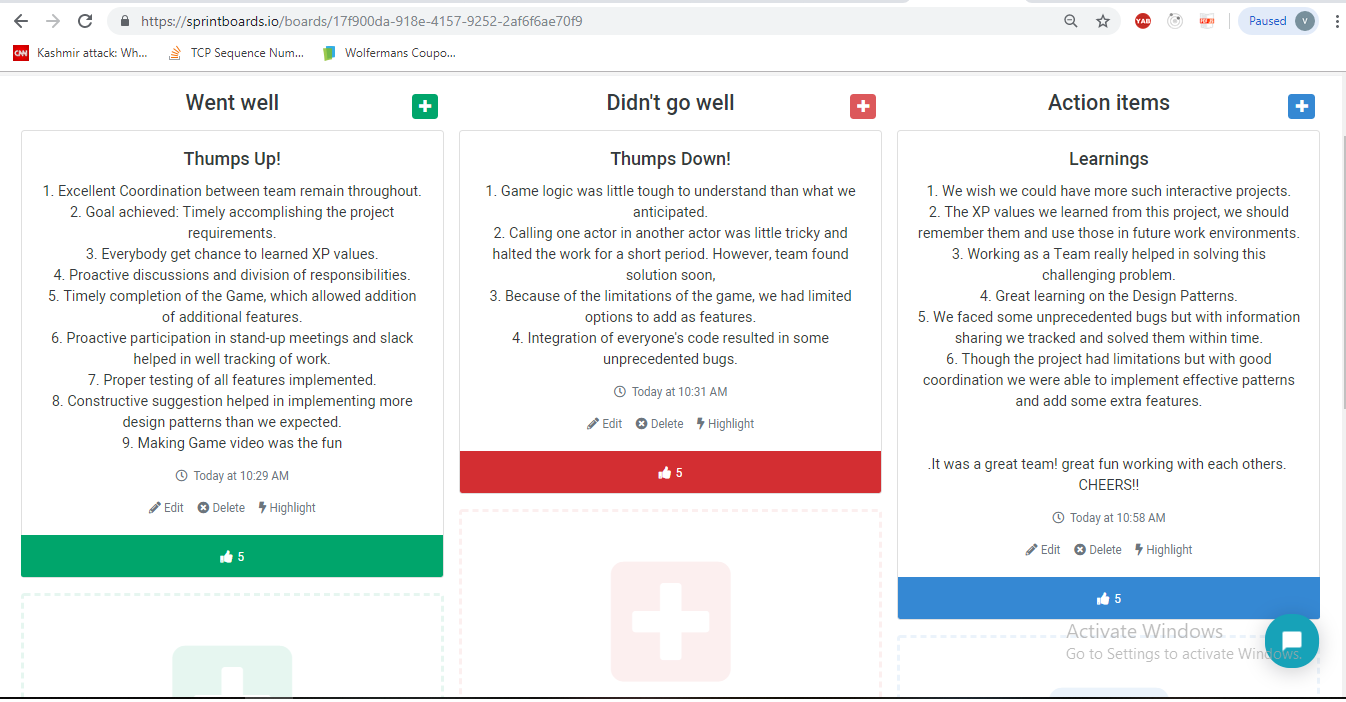 https://sprintboards.io/boards/17f900da-918e-4157-9252-2af6f6ae70f9
YAB
Paused
V
CNN
Kashmir attack: Wh...
TCP Sequence Num...
Wolfermans Coupo...
Went well
Thumps Up!
1. Excellent Coordination between team remain throughout.
2. Goal achieved: Timely accomplishing the project
requirements.
3. Everybody get chance to learned XP values.
4. Proactive discussions and division of responsibilities.
5. Timely completion of the Game, which allowed addition
of additional features.
6. Proactive participation in stand-up meetings and slack
helped in well tracking of work.
7. Proper testing of all features implemented.
8. Constructive suggestion helped in implementing more
design patterns than we expected.
9. Making Game video was the fun
Today at 10:29 AM
Edit Delete Highlight
5
Didn't go well
Thumps Down!
1. Game logic was little tough to understand than what we
anticipated.
2. Calling one actor in another actor was little tricky and
halted the work for a short period. However, team found
solution soon,
3. Because of the limitations of the game, we had limited
options to add as features.
4. Integration of everyone's code resulted in some
unprecedented bugs.
Today at 10:31 AM
Edit Delete Highlight
5
Action items
Learnings
1. We wish we could have more such interactive projects.
2. The XP values we learned from this project, we should
remember them and use those in future work environments.
3. Working as a Team really helped in solving this
challenging problem.
4. Great learning on the Design Patterns.
5. We faced some unprecedented bugs but with information
sharing we tracked and solved them within time.
6. Though the project had limitations but with good
coordination we were able to implement effective patterns
and add some extra features.
.It was a great team! great fun working with each others.
CHEERS!!
Today at 10:58 AM
Edit Delete Highlight
5
Activate Windows
Go to Settings to activate Windows.